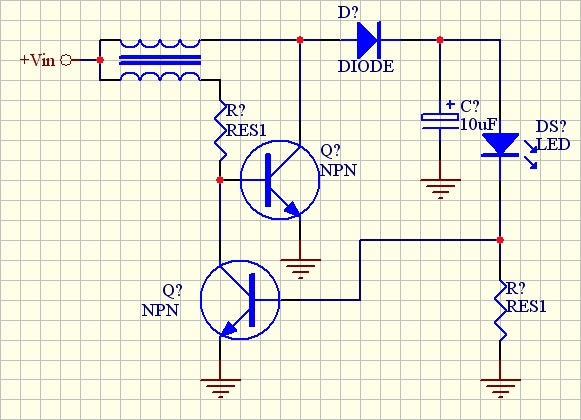 D?
+Vin
DIODE
R?
RES1
+
C?
10uF
DS?
LED
Q?
NPN
Q?
NPN
R?
RES1